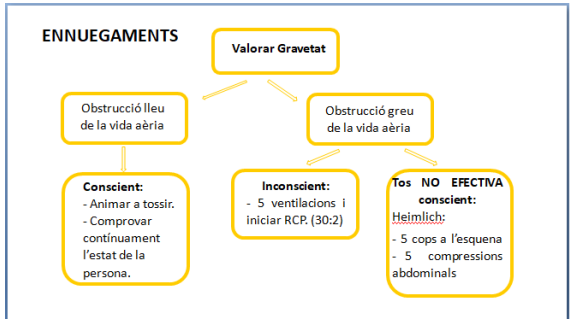 ENNUEGAMENTS
Valorar Gravetat
Obstrucció lleu
de la vida aèria
Obstrucció greu
de la vida aèria
Conscient:
- Animar a tossir.
- Comprovar
contínuament
l'estat de la
persona.
Inconscient:
- 5 ventilacions i
iniciar RCP. (30:2)
Tos NO EFECTIVA
conscient:
Heimlich:
- 5 cops a l'esquena
- 5 compressions
abdominals